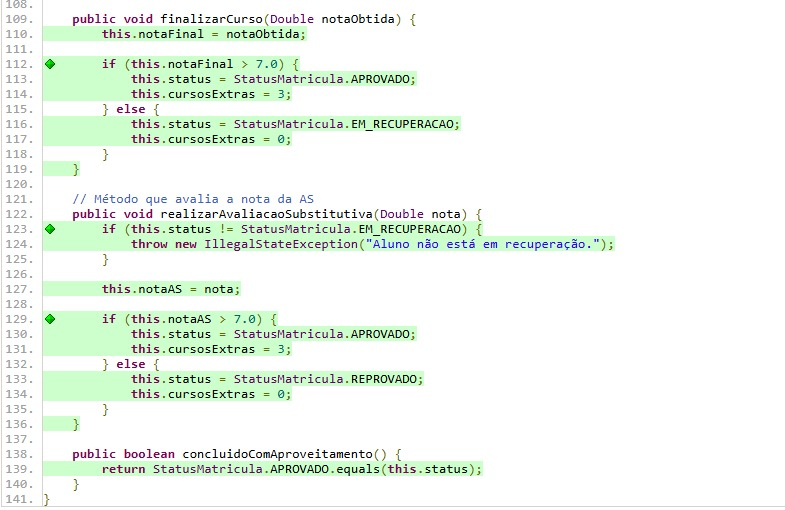 108.
109.     public void finalizarCurso(Double notaObtida) {
110.         this.notaFinal = notaObtida;
111.
112.         if (this.notaFinal > 7.0) {
113.             this.status = StatusMatricula.APROVADO;
114.             this.cursosExtras = 3;
115.         } else {
116.             this.status = StatusMatricula.EM_RECUPERACAO;
117.             this.cursosExtras = 0;
118.         }
119.     }
120.
121.     // Método que avalia a nota da AS
122.     public void realizarAvaliacaoSubstitutiva(Double nota) {
123.         if (this.status != StatusMatricula.EM_RECUPERACAO) {
124.             throw new IllegalStateException("Aluno não está em recuperação.");
125.         }
126.
127.         this.notaAS = nota;
128.
129.         if (this.notaAS > 7.0) {
130.             this.status = StatusMatricula.APROVADO;
131.             this.cursosExtras = 3;
132.         } else {
133.             this.status = StatusMatricula.REPROVADO;
134.             this.cursosExtras = 0;
135.         }
136.     }
137.
138.     public boolean concluidoComAproveitamento() {
139.         return StatusMatricula.APROVADO.equals(this.status);
140.     }
141. }